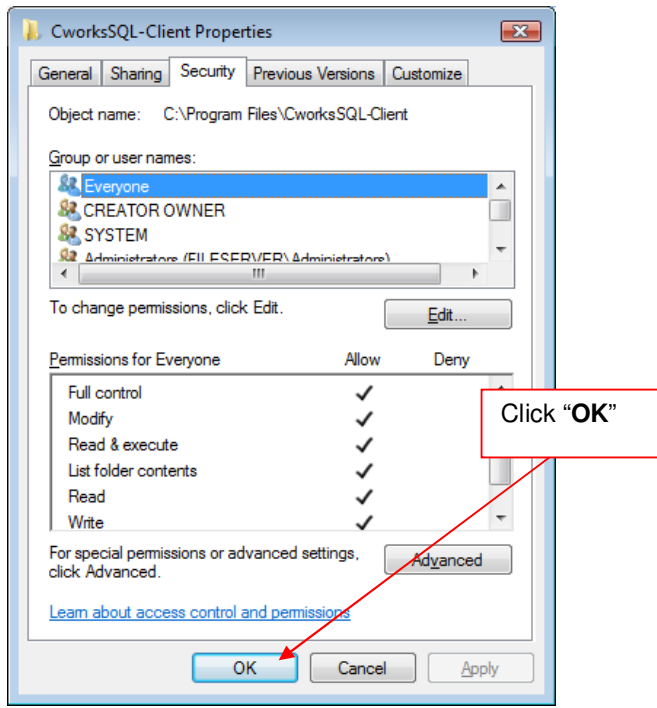 CworksSQL-Client Properties
General Sharing Security Previous Versions Customize
Object name: C:\Program Files\CworksSQL-Client
Group or user names:
Everyone
CREATOR OWNER
SYSTEM
Administrators (FILESERVER\Administrators)
To change permissions, click Edit.
Edit...
Permissions for Everyone Allow Deny
Full control
Modify
Read & execute
List folder contents
Read
Write
Click “OK”
For special permissions or advanced settings,
click Advanced.
Advanced
Learn about access control and permissions
OK Cancel Apply